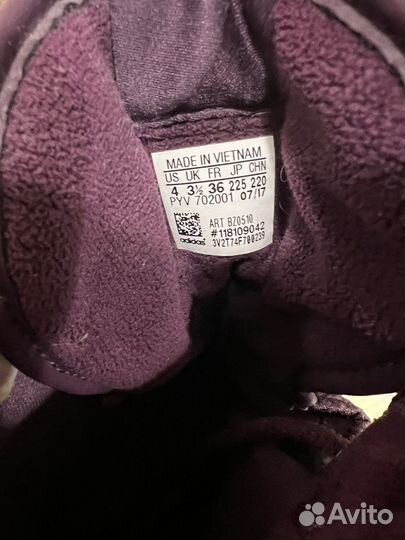 MADE IN VIETNAM
US UK FR JP CHN
4 3½ 36 225 220
PYV 702001 07/17
ART BZ0510
#118109042
adidas 3V2T74F700239
Avito